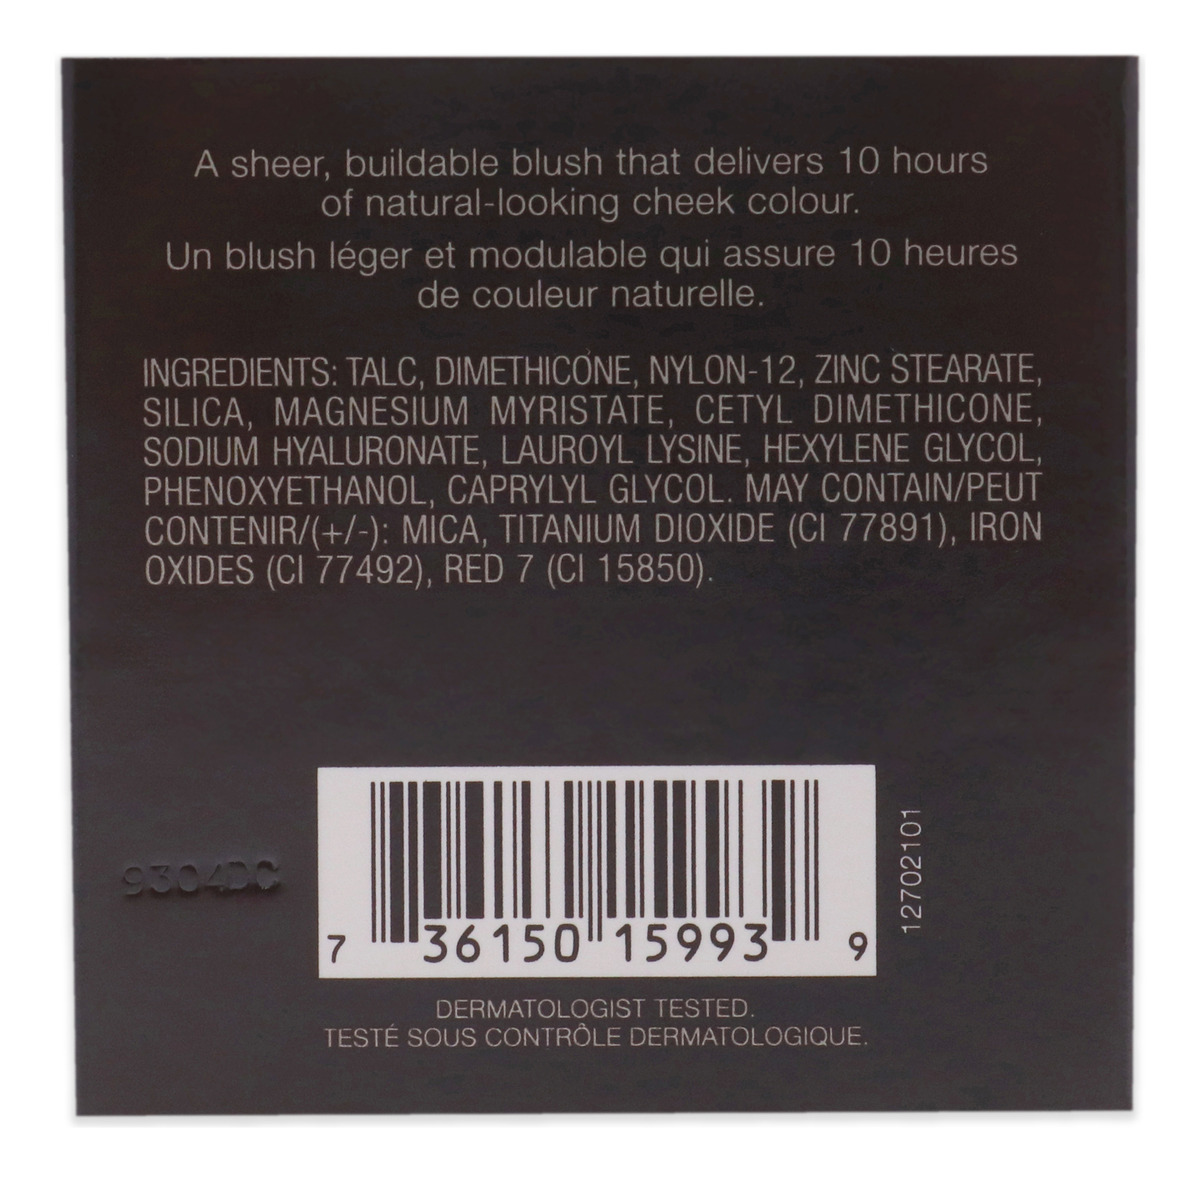 A sheer, buildable blush that delivers 10 hours
of natural-looking cheek colour.
Un blush léger et modulable qui assure 10 heures
de couleur naturelle.
INGREDIENTS: TALC, DIMETHICONE, NYLON-12, ZINC STEARATE,
SILICA, MAGNESIUM MYRISTATE, CETYL DIMETHICONE,
SODIUM HYALURONATE, LAUROYL LYSINE, HEXYLENE GLYCOL,
PHENOXYETHANOL, CAPRYLYL GLYCOL. MAY CONTAIN/PEUT
CONTENIR/(+/-): MICA, TITANIUM DIOXIDE (CI 77891), IRON
OXIDES (CI 77492), RED 7 (CI 15850).
9304DC
7 36150 15993 9
12702101
DERMATOLOGIST TESTED.
TESTÉ SOUS CONTRÔLE DERMATOLOGIQUE.